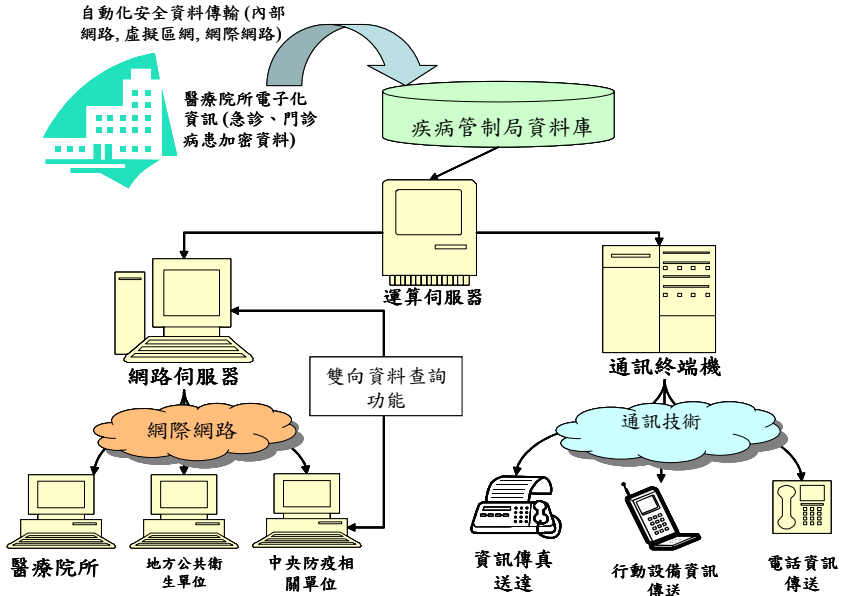 自動化安全資料傳輸 (內部
網路, 虛擬區網, 網際網路)
醫療院所電子化
資訊 (急診、門診
病患加密資料)
疾病管制局資料庫
運算伺服器
網路伺服器
通訊終端機
雙向資料查詢
功能
網際網路
通訊技術
醫療院所
地方公共衛
生單位
中央防疫相
關單位
資訊傳真
送達
行動設備資訊
傳送
電話資訊
傳送